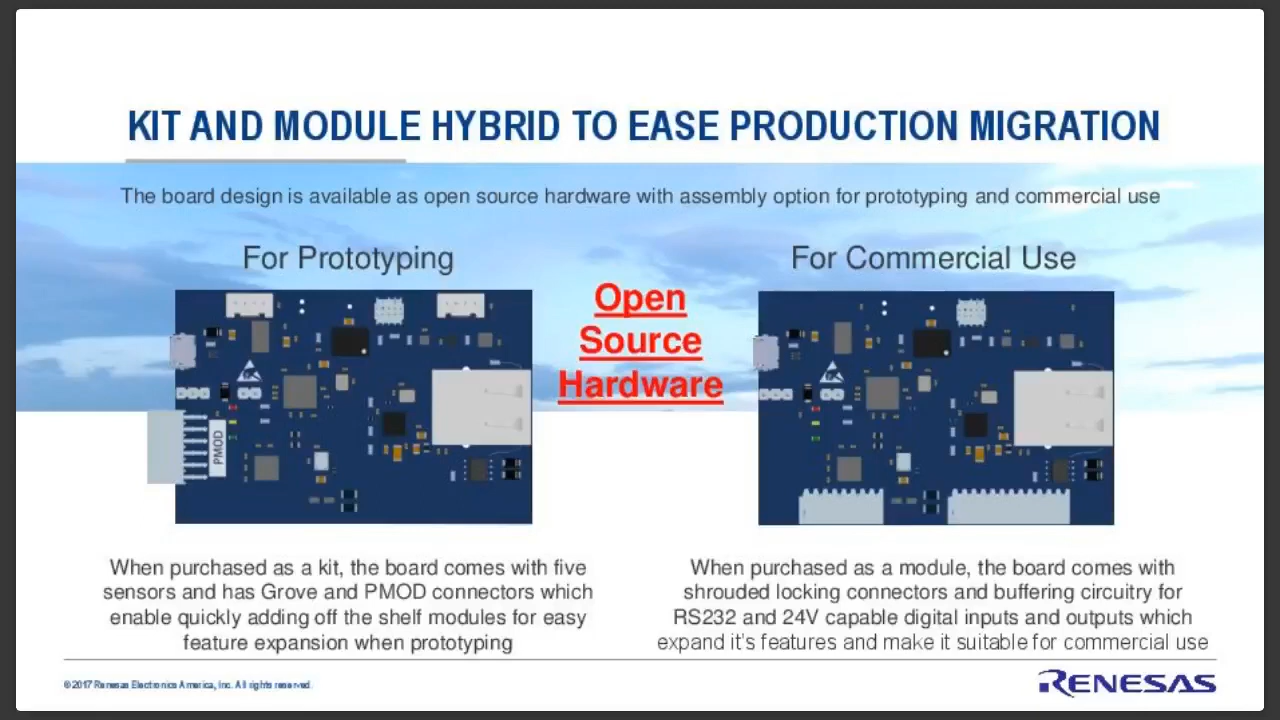 KIT AND MODULE HYBRID TO EASE PRODUCTION MIGRATION
The board design is available as open source hardware with assembly option for prototyping and commercial use
For Prototyping
For Commercial Use
Open
Source
Hardware
PMOD
When purchased as a kit, the board comes with five
sensors and has Grove and PMOD connectors which
enable quickly adding off the shelf modules for easy
feature expansion when prototyping
When purchased as a module, the board comes with
shrouded locking connectors and buffering circuitry for
RS232 and 24V capable digital inputs and outputs which
expand it's features and make it suitable for commercial use
©2017 Renesas Electronics America, Inc. All rights reserved.
RENESAS